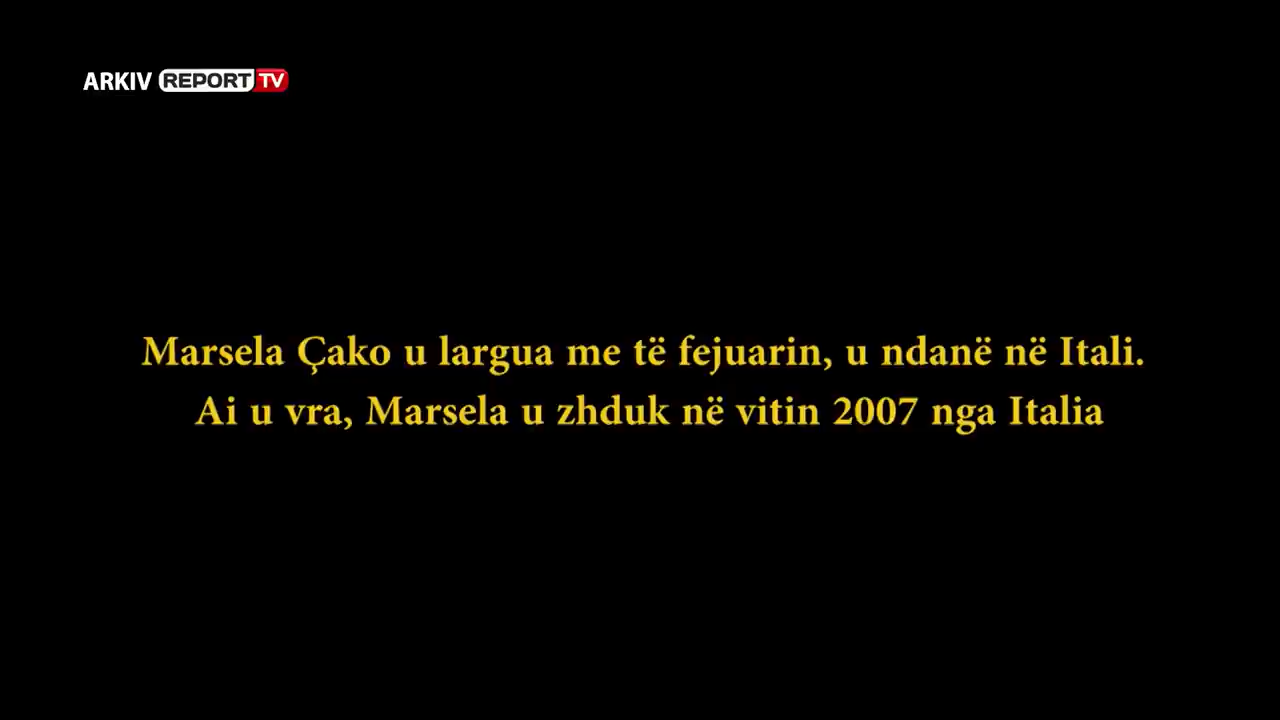 ARKIV REPORT TV
Marsela Çako u largua me të fejuarin, u ndanë në Itali.
Ai u vra, Marsela u zhduk në vitin 2007 nga Italia